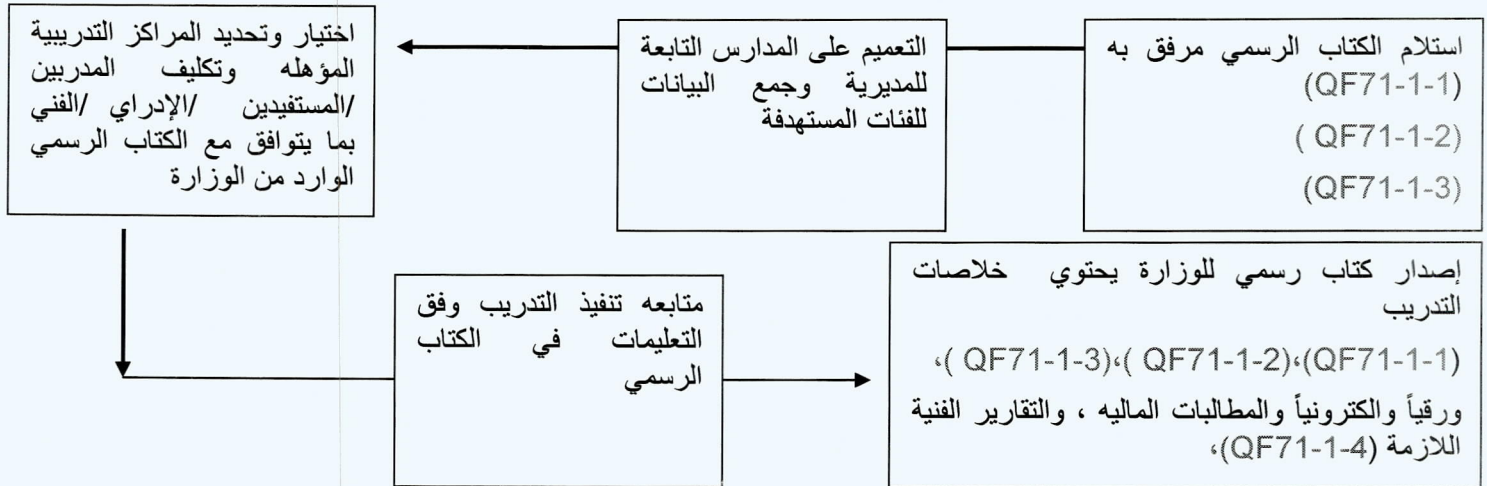 استلام الكتاب الرسمي مرفق به
(QF71-1-1)
( QF71-1-2)
(QF71-1-3)
التعميم على المدارس التابعة
للمديرية وجمع البيانات
للفئات المستهدفة
اختيار وتحديد المراكز التدريبية
المؤهله وتكليف المدربين
/المستفيدين /الإدراي /الفني
بما يتوافق مع الكتاب الرسمي
الوارد من الوزارة
متابعه تنفيذ التدريب وفق
التعليمات في الكتاب
الرسمي
إصدار كتاب رسمي للوزارة يحتوي خلاصات
التدريب
(QF71-1-1)،(QF71-1-2 )،(QF71-1-3 )،
ورقياً والكترونياً والمطالبات الماليه ، والتقارير الفنية
اللازمة (QF71-1-4)،